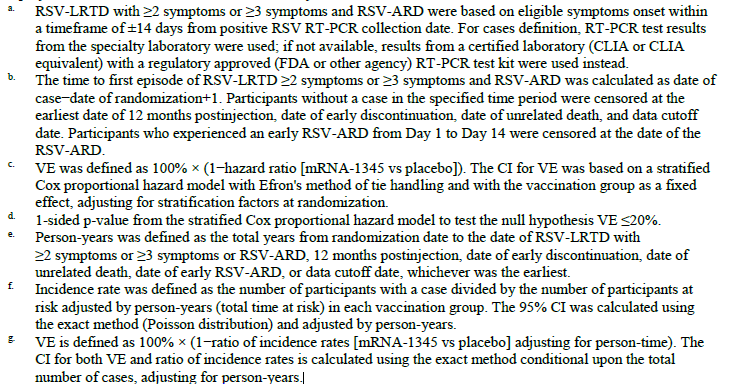 a. RSV-LRTD with ≥2 symptoms or ≥3 symptoms and RSV-ARD were based on eligible symptoms onset within
a timeframe of ±14 days from positive RSV RT-PCR collection date. For cases definition, RT-PCR test results
from the specialty laboratory were used; if not available, results from a certified laboratory (CLIA or CLIA
equivalent) with a regulatory approved (FDA or other agency) RT-PCR test kit were used instead.
b. The time to first episode of RSV-LRTD ≥2 symptoms or ≥3 symptoms and RSV-ARD was calculated as date of
case−date of randomization+1. Participants without a case in the specified time period were censored at the
earliest date of 12 months postinjection, date of early discontinuation, date of unrelated death, and data cutoff
date. Participants who experienced an early RSV-ARD from Day 1 to Day 14 were censored at the date of the
RSV-ARD.
c. VE was defined as 100% × (1−hazard ratio [mRNA-1345 vs placebo]). The CI for VE was based on a stratified
Cox proportional hazard model with Efron's method of tie handling and with the vaccination group as a fixed
effect, adjusting for stratification factors at randomization.
d. 1-sided p-value from the stratified Cox proportional hazard model to test the null hypothesis VE ≤20%.
e. Person-years was defined as the total years from randomization date to the date of RSV-LRTD with
≥2 symptoms or ≥3 symptoms or RSV-ARD, 12 months postinjection, date of early discontinuation, date of
unrelated death, date of early RSV-ARD, or data cutoff date, whichever was the earliest.
f. Incidence rate was defined as the number of participants with a case divided by the number of participants at
risk adjusted by person-years (total time at risk) in each vaccination group. The 95% CI was calculated using
the exact method (Poisson distribution) and adjusted by person-years.
g. VE is defined as 100% × (1−ratio of incidence rates [mRNA-1345 vs placebo] adjusting for person-time). The
CI for both VE and ratio of incidence rates is calculated using the exact method conditional upon the total
number of cases, adjusting for person-years.